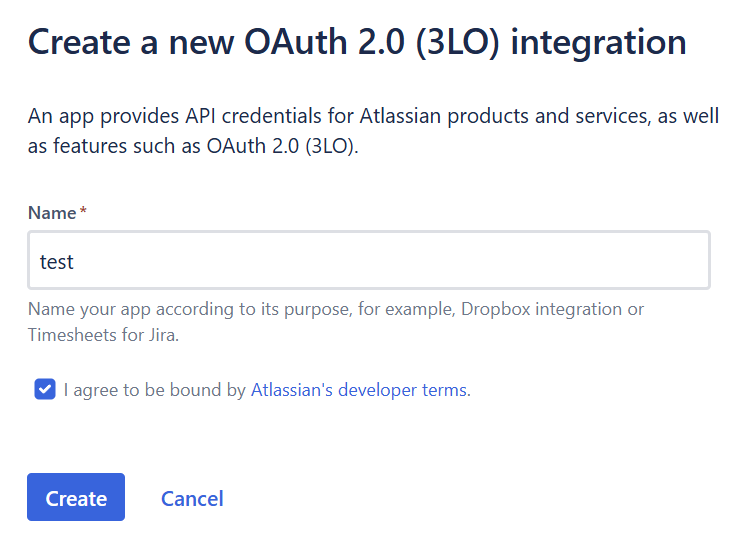 Create a new OAuth 2.0 (3LO) integration
An app provides API credentials for Atlassian products and services, as well
as features such as OAuth 2.0 (3LO).
Name*
test
Name your app according to its purpose, for example, Dropbox integration or
Timesheets for Jira.
I agree to be bound by Atlassian's developer terms.
Create Cancel